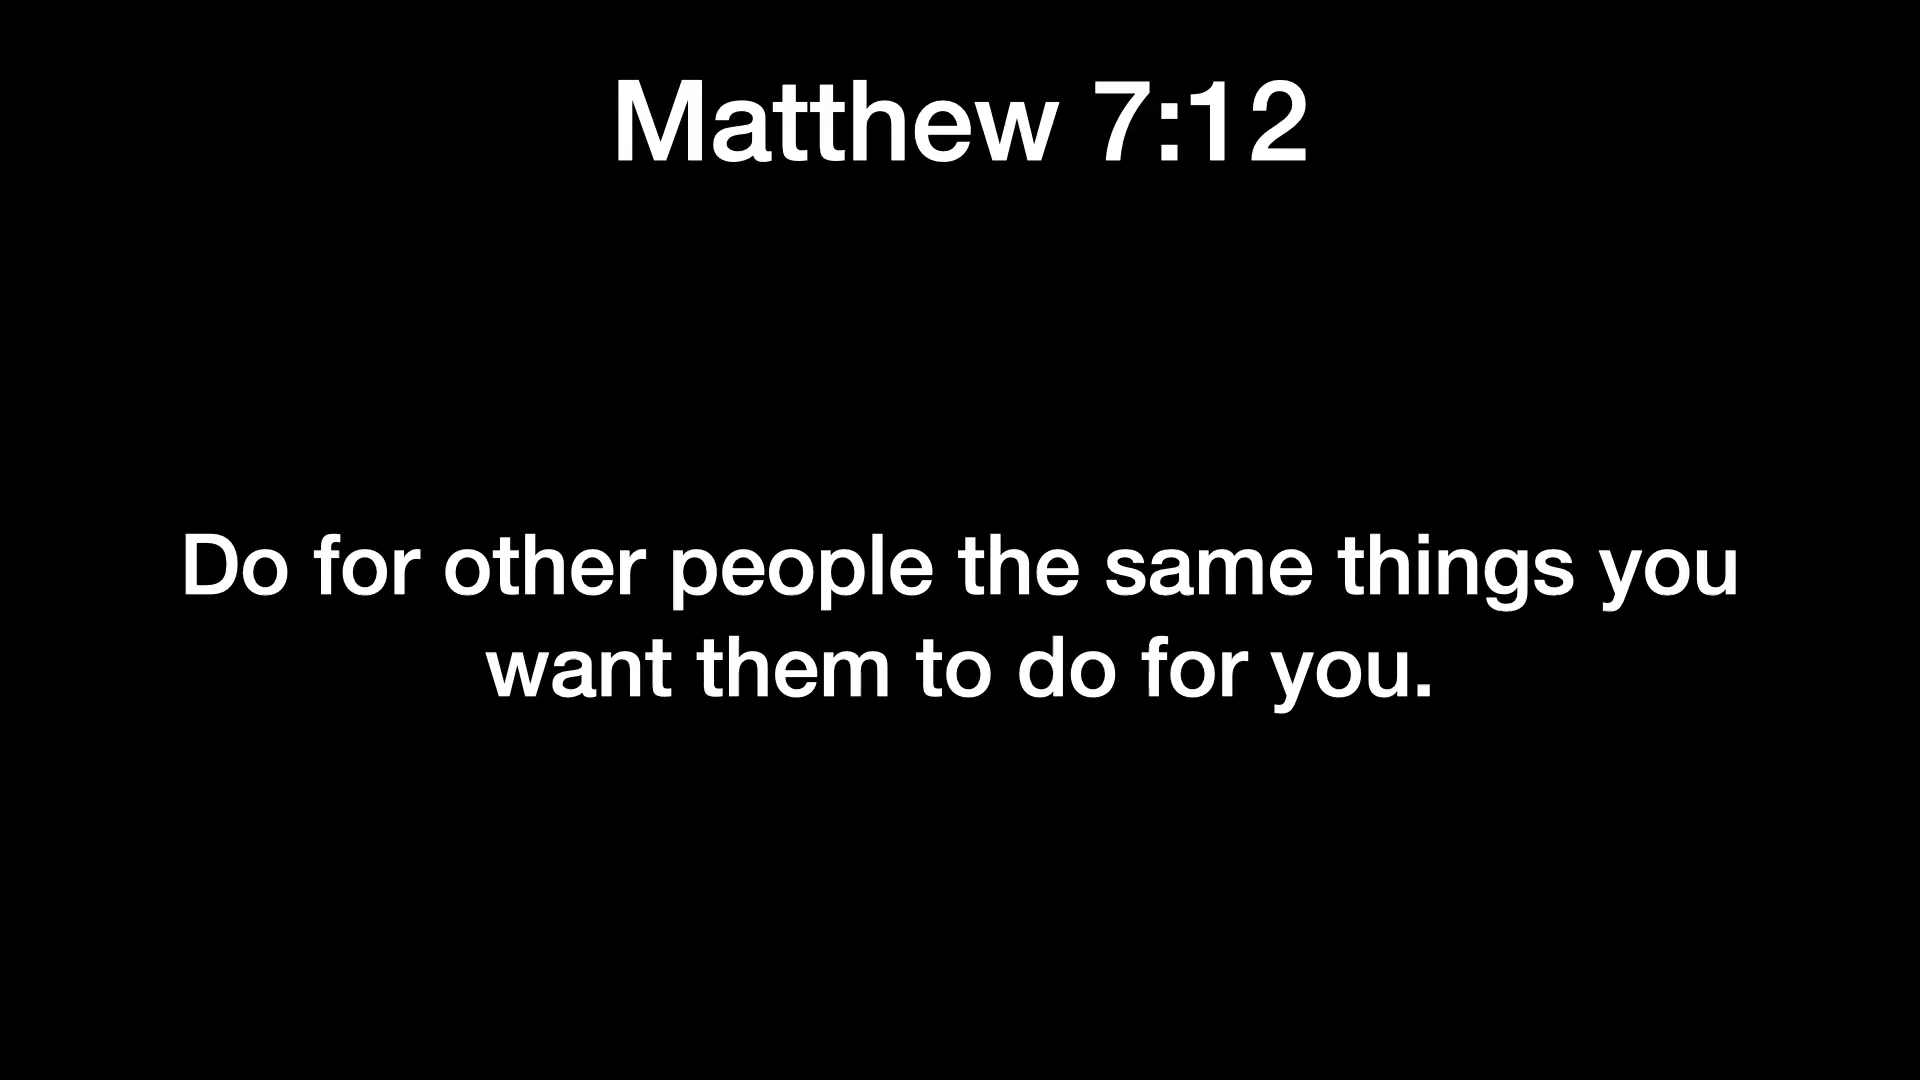 Matthew 7:12
Do for other people the same things you
want them to do for you.